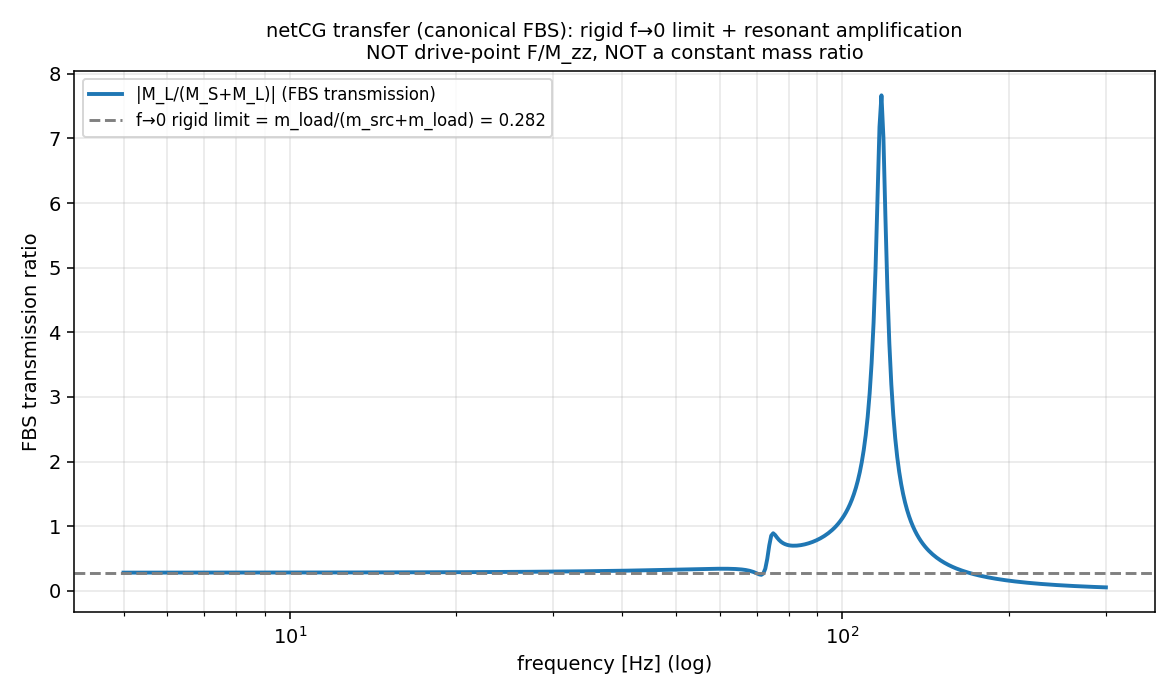 netCG transfer (canonical FBS): rigid f→0 limit + resonant amplification
NOT drive-point F/M_zz, NOT a constant mass ratio
|M_L/(M_S+M_L)| (FBS transmission)
f→0 rigid limit = m_load/(m_src+m_load) = 0.282
FBS transmission ratio
8
7
6
5
4
3
2
1
0
10¹
10²
frequency [Hz] (log)